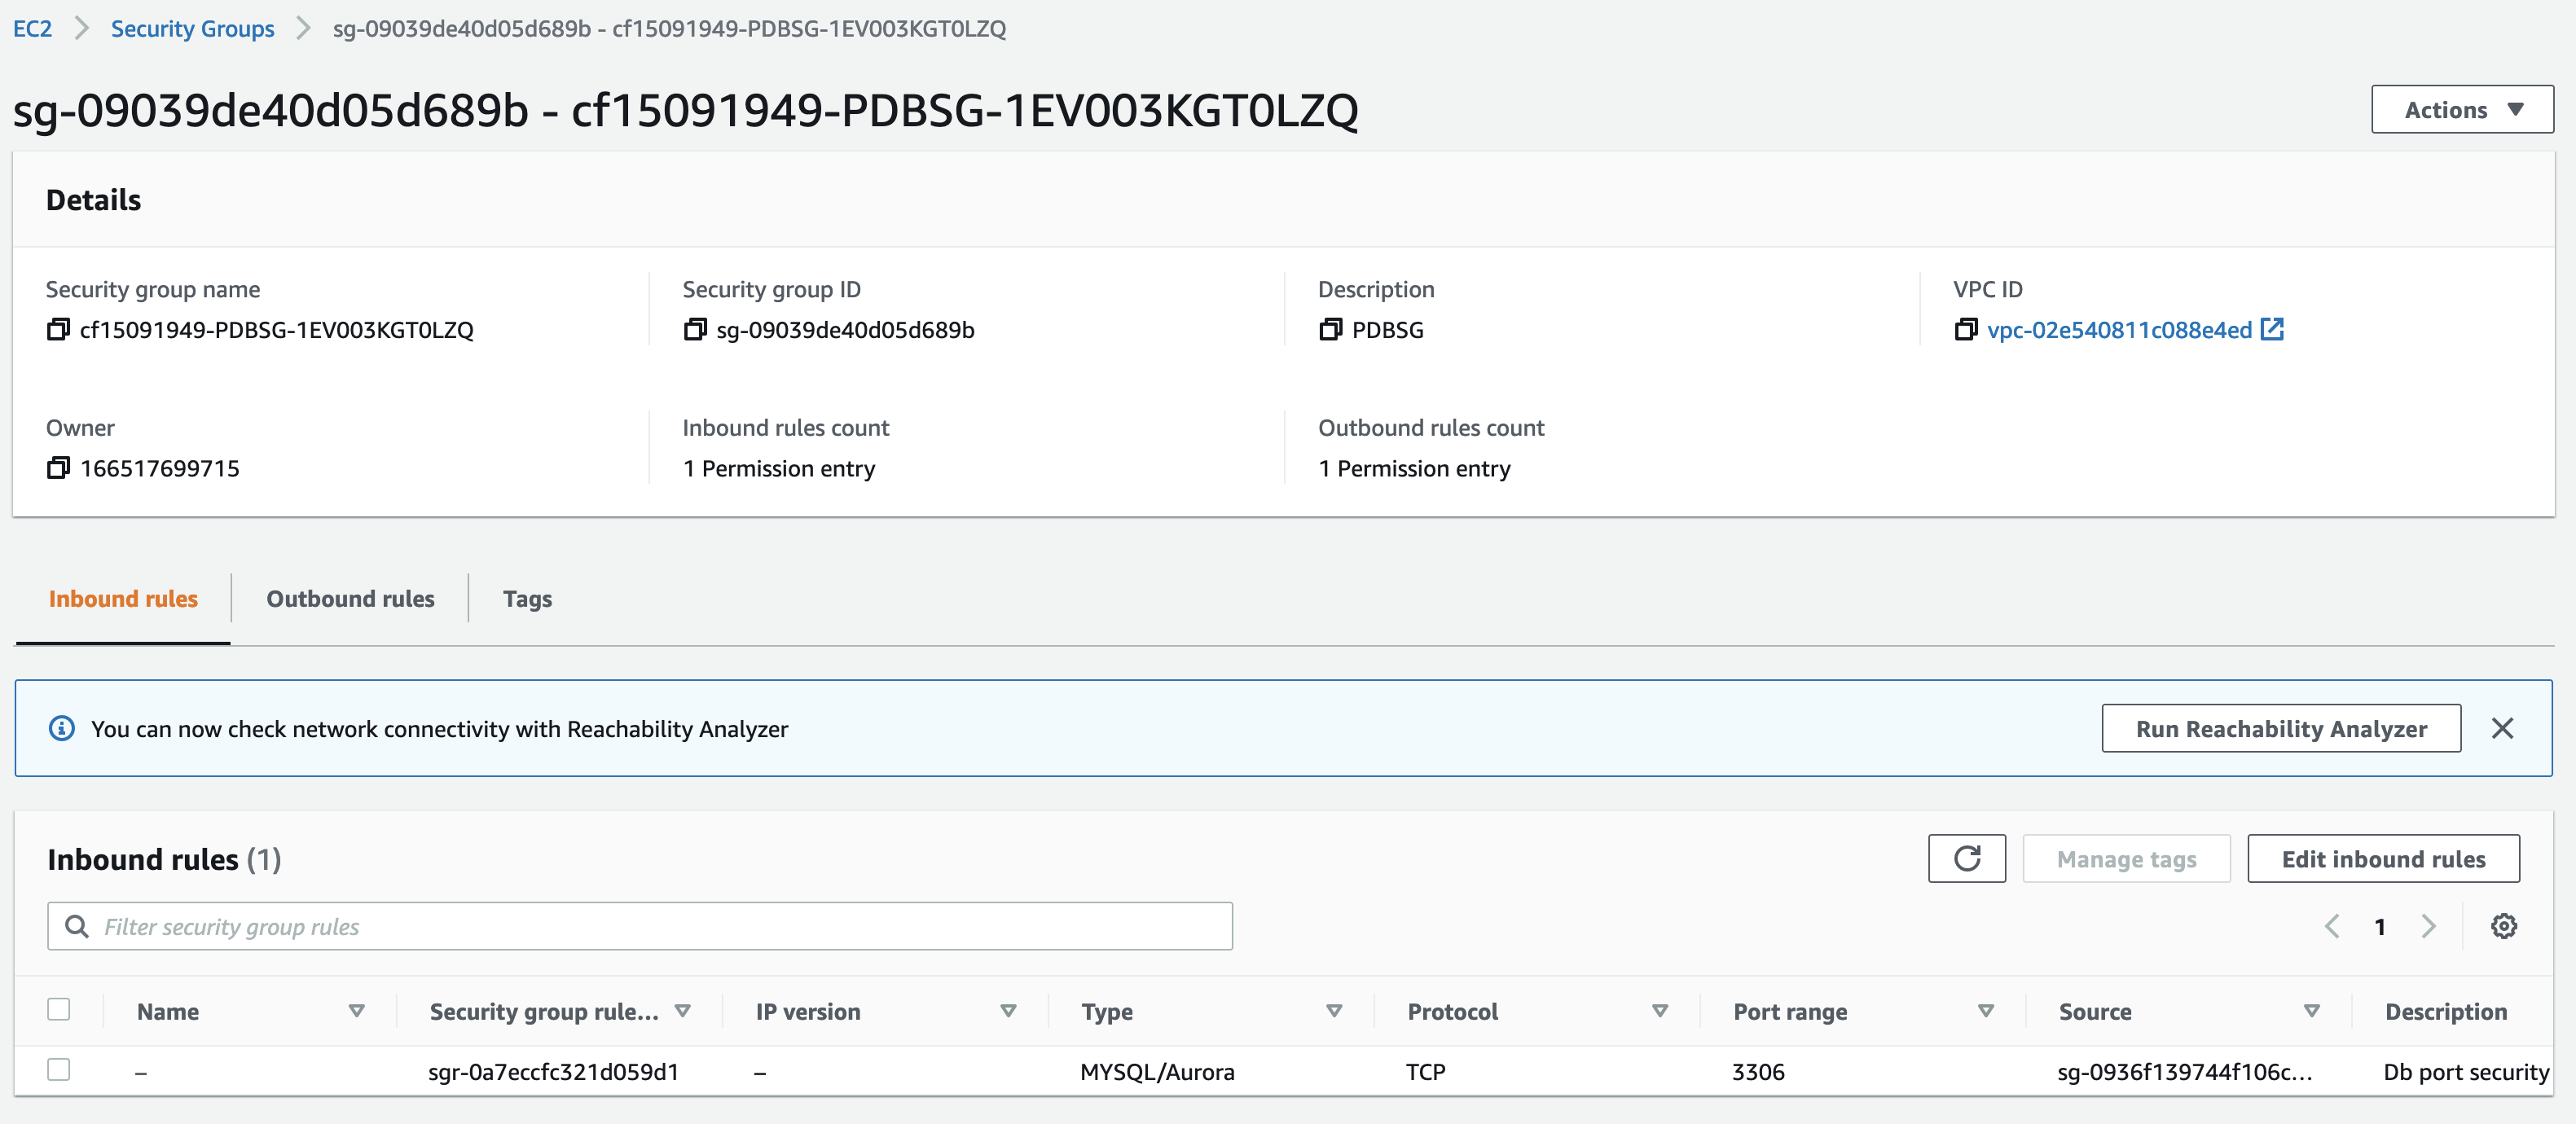 EC2 > Security Groups > sg-09039de40d05d689b - cf15091949-PDBSG-1EV003KGT0LZQ
sg-09039de40d05d689b - cf15091949-PDBSG-1EV003KGT0LZQ
Actions
Details
Security group name
cf15091949-PDBSG-1EV003KGT0LZQ
Security group ID
sg-09039de40d05d689b
Description
PDBSG
VPC ID
vpc-02e540811c088e4ed
Owner
166517699715
Inbound rules count
1 Permission entry
Outbound rules count
1 Permission entry
Inbound rules Outbound rules Tags
You can now check network connectivity with Reachability Analyzer
Run Reachability Analyzer
Inbound rules (1)
Manage tags
Edit inbound rules
Filter security group rules
1
Name Security group rule... IP version Type Protocol Port range Source Description
– sgr-0a7eccfc321d059d1 – MYSQL/Aurora TCP 3306 sg-0936f139744f106c... Db port security